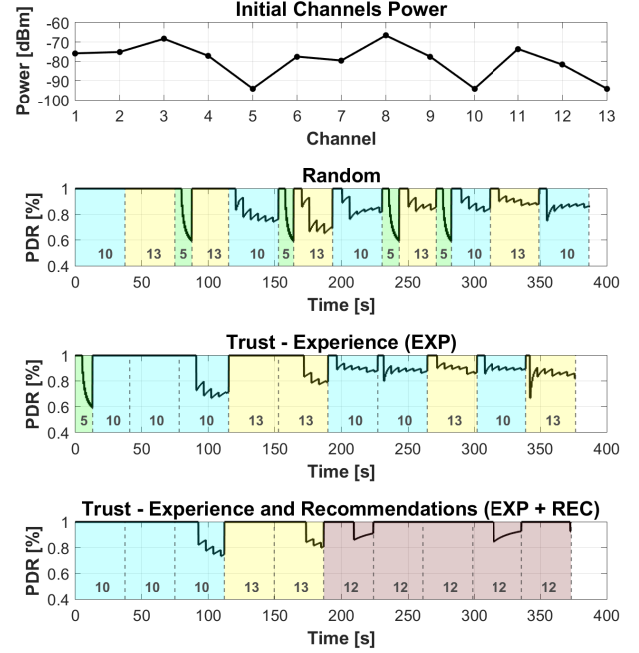 Initial Channels Power
Power [dBm]
-60
-70
-80
-90
-100
1 2 3 4 5 6 7 8 9 10 11 12 13
Channel
Random
PDR [%]
1
0.8
0.6
0.4
10 13 5 13 10 5 13 10 5 13 5 10 13 10
0 50 100 150 200 250 300 350 400
Time [s]
Trust - Experience (EXP)
PDR [%]
1
0.8
0.6
0.4
5 10 10 10 13 13 10 10 13 10 13
0 50 100 150 200 250 300 350 400
Time [s]
Trust - Experience and Recommendations (EXP + REC)
PDR [%]
1
0.8
0.6
0.4
10 10 10 13 13 12 12 12 12 12
0 50 100 150 200 250 300 350 400
Time [s]